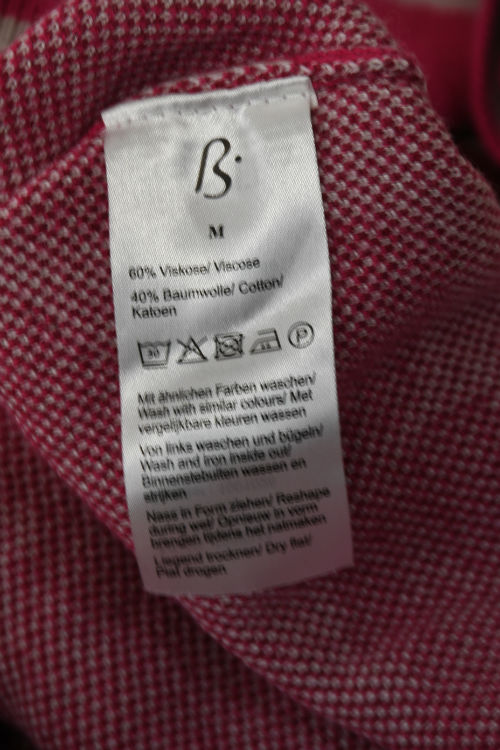 ß·
M
60% Viskose/ Viscose
40% Baumwolle/ Cotton/
Katoen
30
P
Mit ähnlichen Farben waschen/
Wash with similar colours/ Met
vergelijkbare kleuren wassen
Von links waschen und bügeln/
Wash and iron inside out/
Binnenstebuiten wassen en
strijken
Nass in Form ziehen/ Reshape
during wet/ Opnieuw in vorm
brengen tijdens het natmaken
Liegend trocknen/ Dry flat/
Plat drogen